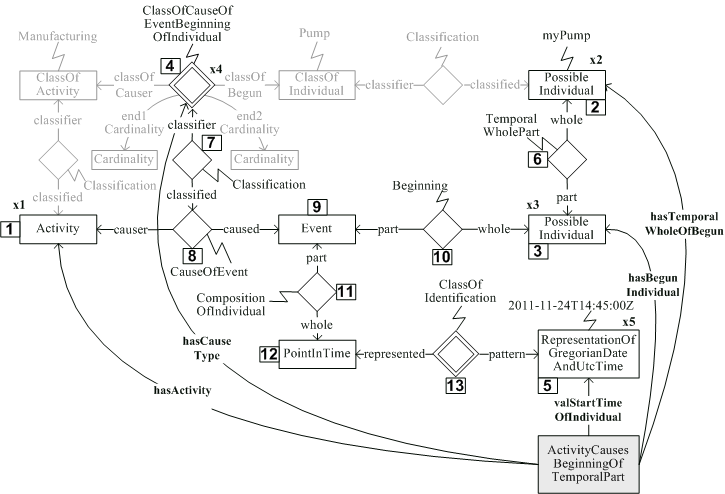 ClassOfCauseOf
EventBeginning
OfIndividual
Manufacturing
Pump
Classification
myPump
4
x4
x2
ClassOf
Activity
classOf
Causer
classOf
Begun
ClassOf
Individual
classifier
classified
Possible
Individual
2
end1
Cardinality
end2
Cardinality
classifier
classifier
whole
Temporal
WholePart
7
6
Cardinality
Cardinality
Classification
Classification
Beginning
classified
classified
part
x1
9
x3
1
Activity
causer
caused
Event
part
whole
Possible
Individual
hasTemporal
WholeOfBegun
8
10
3
CauseOfEvent
part
ClassOf
Identification
hasBegun
Individual
Composition
OfIndividual
11
2011-11-24T14:45:00Z
whole
x5
hasCause
Type
12
PointInTime
represented
pattern
RepresentationOf
GregorianDate
AndUtcTime
13
5
hasActivity
valStartTime
OfIndividual
ActivityCauses
BeginningOf
TemporalPart